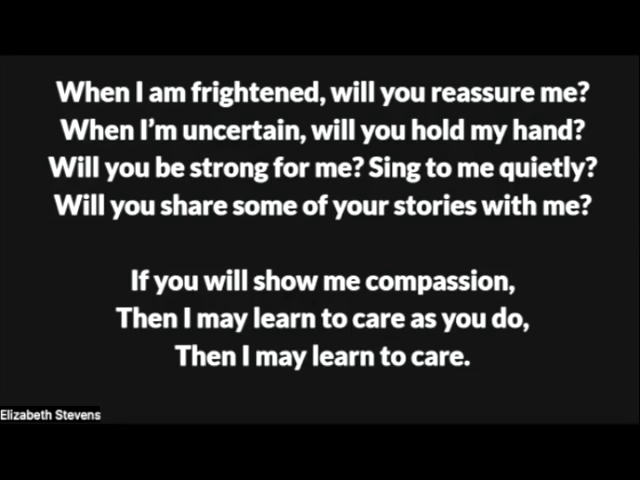 When I am frightened, will you reassure me?
When I’m uncertain, will you hold my hand?
Will you be strong for me? Sing to me quietly?
Will you share some of your stories with me?
If you will show me compassion,
Then I may learn to care as you do,
Then I may learn to care.
Elizabeth Stevens